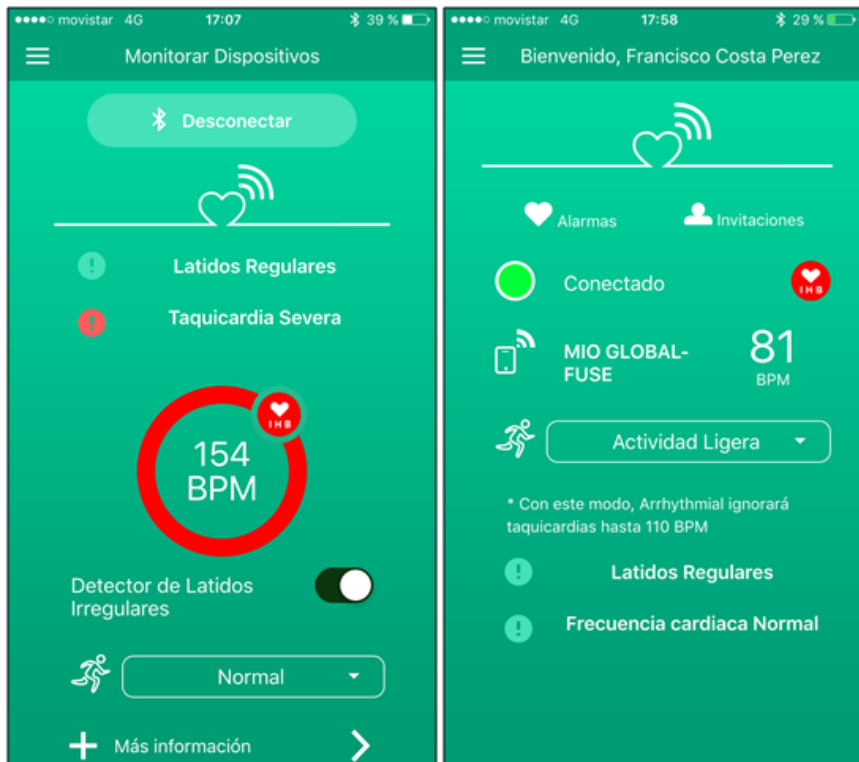 movistar 4G 17:07 39 %
Monitorar Dispositivos
Desconectar
Latidos Regulares
Taquicardia Severa
IHB
154
BPM
Detector de Latidos
Irregulares
Normal
Más información
movistar 4G 17:58 29 %
Bienvenido, Francisco Costa Perez
Alarmas
Invitaciones
Conectado
IHB
MIO GLOBAL-
FUSE
81
BPM
Actividad Ligera
* Con este modo, Arrhythmial ignorará
taquicardias hasta 110 BPM
Latidos Regulares
Frecuencia cardiaca Normal